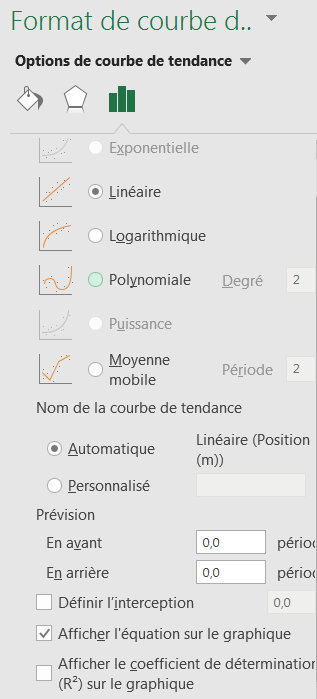 Format de courbe d..
Options de courbe de tendance
Exponentielle
Linéaire
Logarithmique
Polynomiale Degré 2
Puissance
Moyenne
mobile Période 2
Nom de la courbe de tendance
Automatique Linéaire (Position
(m))
Personnalisé
Prévision
En avant 0,0 périod
En arrière 0,0 périod
Définir l'interception 0,0
Afficher l'équation sur le graphique
Afficher le coefficient de détermination
(R²) sur le graphique